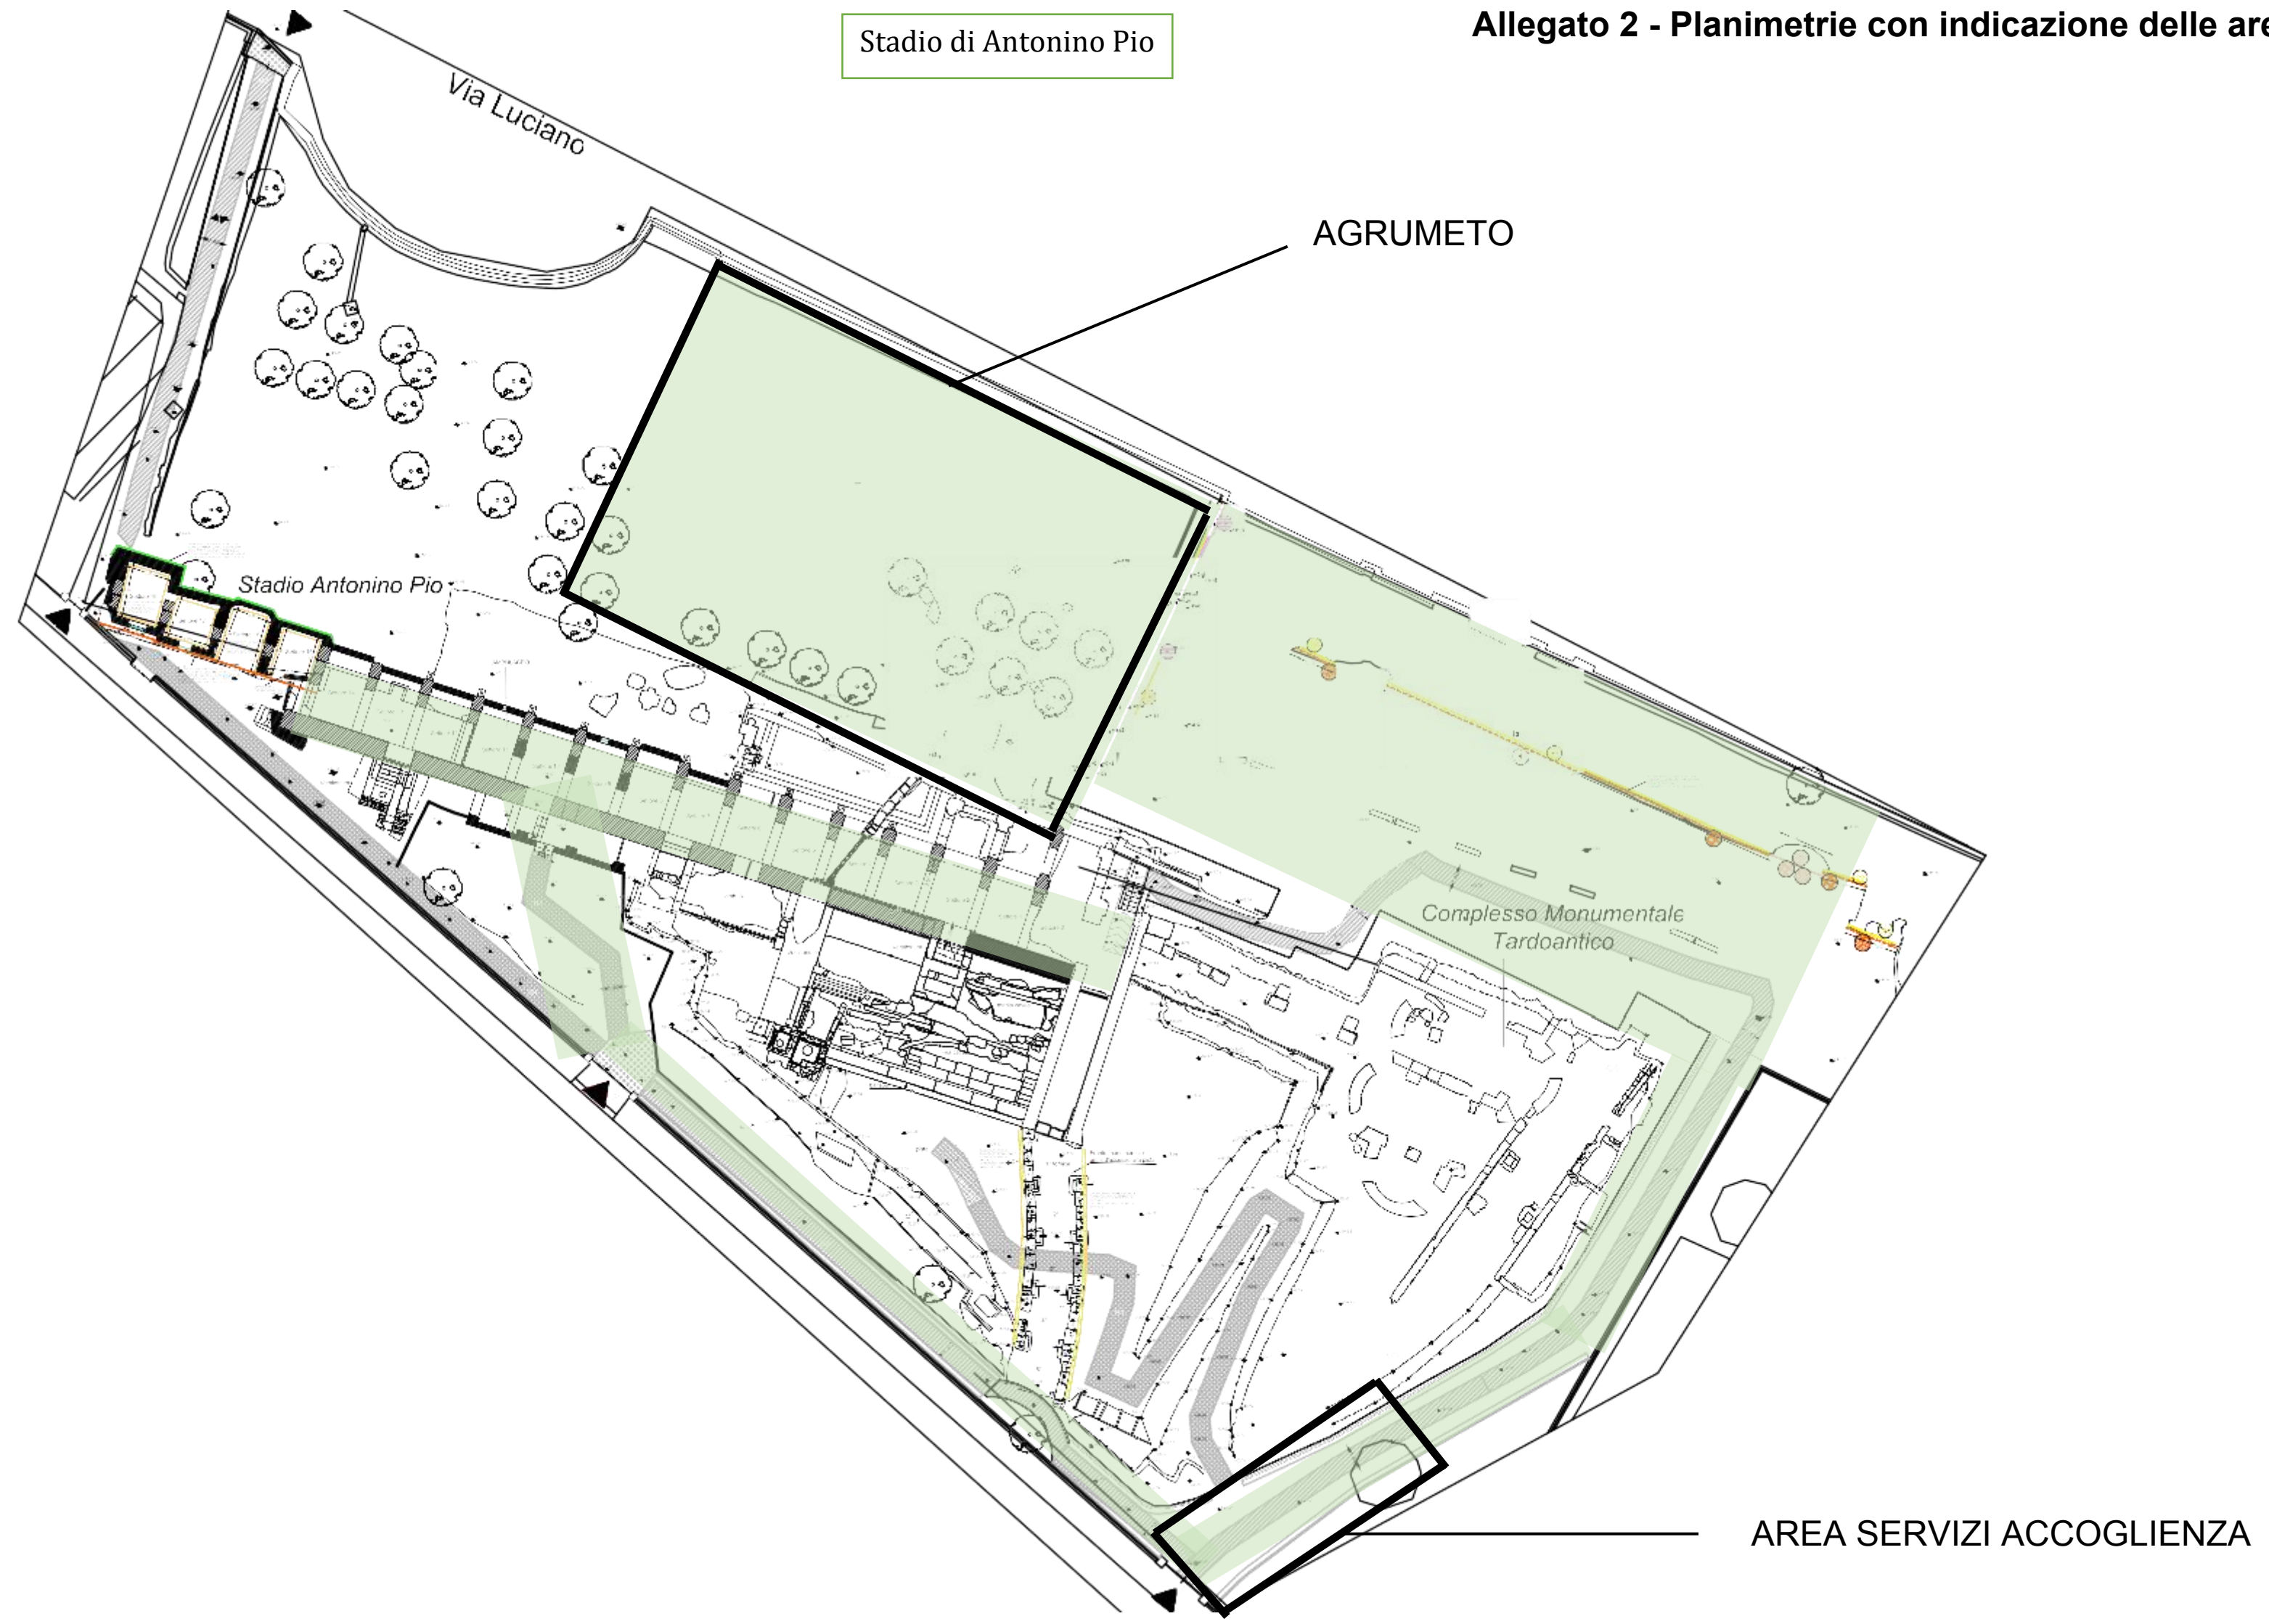 Stadio di Antonino Pio
Allegato 2 - Planimetrie con indicazione delle
Via Luciano
AGRUMETO
Stadio Antonino Pio
Complesso Monumentale
Tardoantico
AREA SERVIZI ACCOGLIENZA